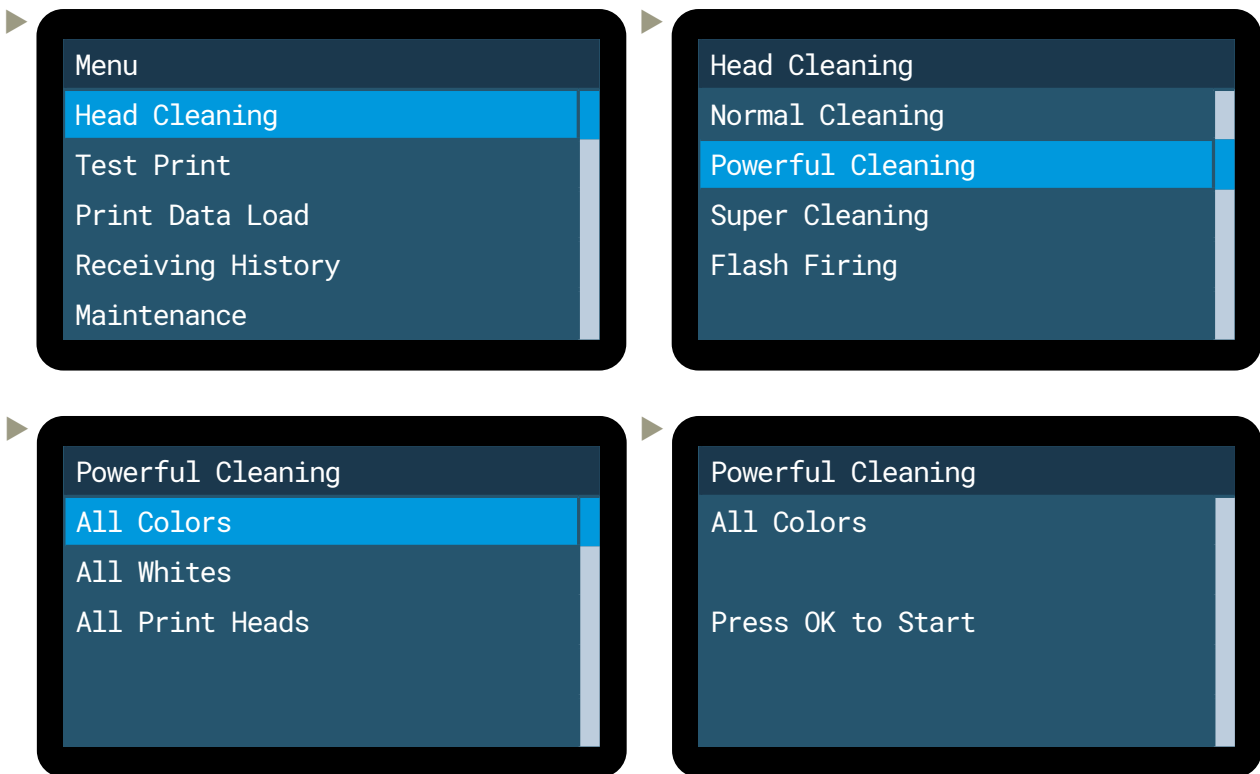 Menu
Head Cleaning
Test Print
Print Data Load
Receiving History
Maintenance
Head Cleaning
Normal Cleaning
Powerful Cleaning
Super Cleaning
Flash Firing
Powerful Cleaning
All Colors
All Whites
All Print Heads
Powerful Cleaning
All Colors
Press OK to Start